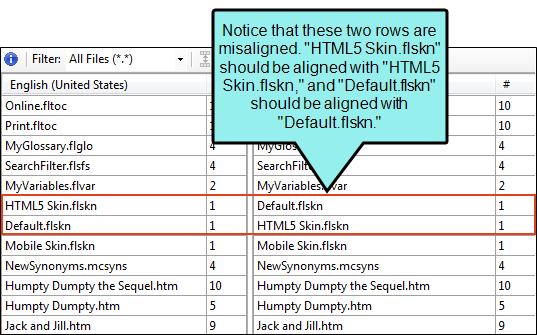 Notice that these two rows are
misaligned. "HTML5 Skin.flskn"
should be aligned with "HTML5
Skin.flskn," and "Default.flskn"
should be aligned with
"Default.flskn."
Filter: All Files (*.*)
English (United States) #
Online.fltoc 10
Print.fltoc 10
MyGlossary.flglo 4
SearchFilter.flsfs 4 SearchFilter 4
MyVariables.flvar 2 MyVariables.flvar 2
HTML5 Skin.flskn 1 Default.flskn 1
Default.flskn 1 HTML5 Skin.flskn 1
Mobile Skin.flskn 1 Mobile Skin.flskn 1
NewSynonyms.mcsyns 4 NewSynonyms.mcsyns 4
Humpty Dumpty the Sequel.htm 10 Humpty Dumpty the Sequel.htm 10
Humpty Dumpty.htm 5 Humpty Dumpty.htm 5
Jack and Jill.htm 9 Jack and Jill.htm 9